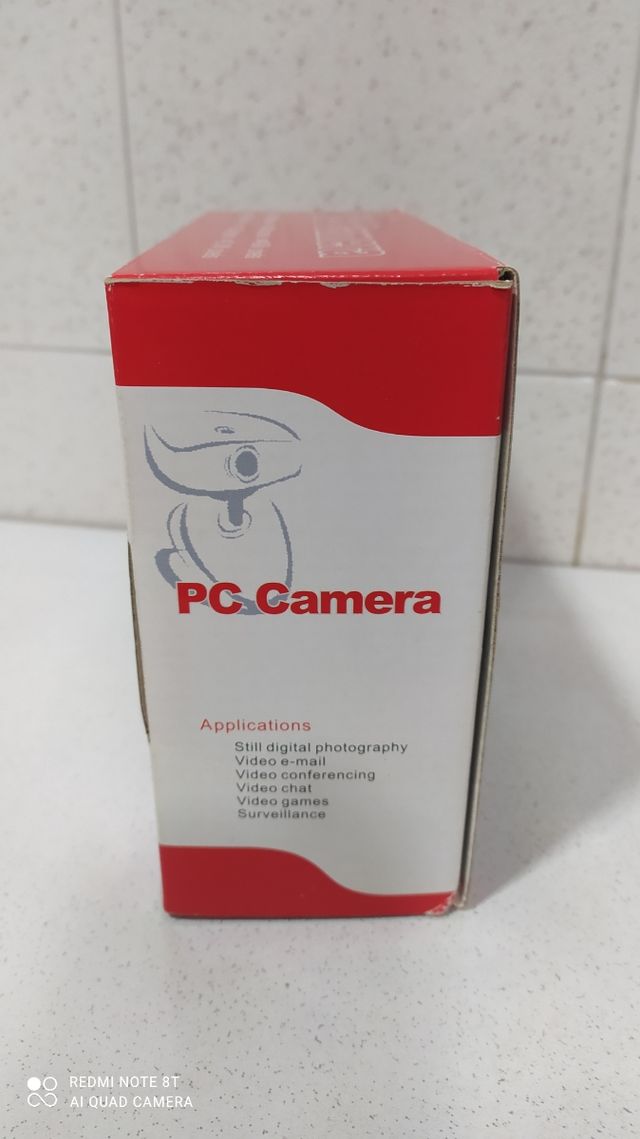 PC Camera
Applications
Still digital photography
Video e-mail
Video conferencing
Video chat
Video games
Surveillance
REDMI NOTE 8T
AI QUAD CAMERA